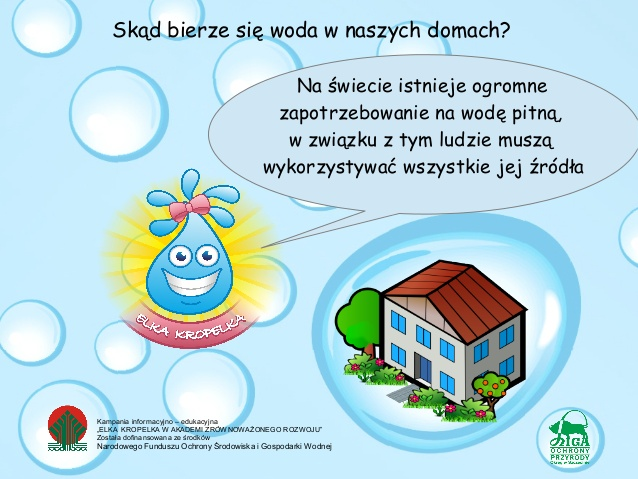 Skąd bierze się woda w naszych domach?
Na świecie istnieje ogromne
zapotrzebowanie na wodę pitną,
w związku z tym ludzie muszą
wykorzystywać wszystkie jej źródła
ELKA KROPELKA
Kampania informacyjno – edukacyjna
„ELKA KROPELKA W AKADEMI ZRÓWNOWAŻONEGO ROZWOJU”
Została dofinansowana ze środków
Narodowego Funduszu Ochrony Środowiska i Gospodarki Wodnej
LIGA
OCHRONY
PRZYRODY